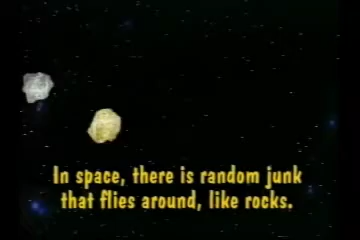 In space, there is random junk
that flies around, like rocks.